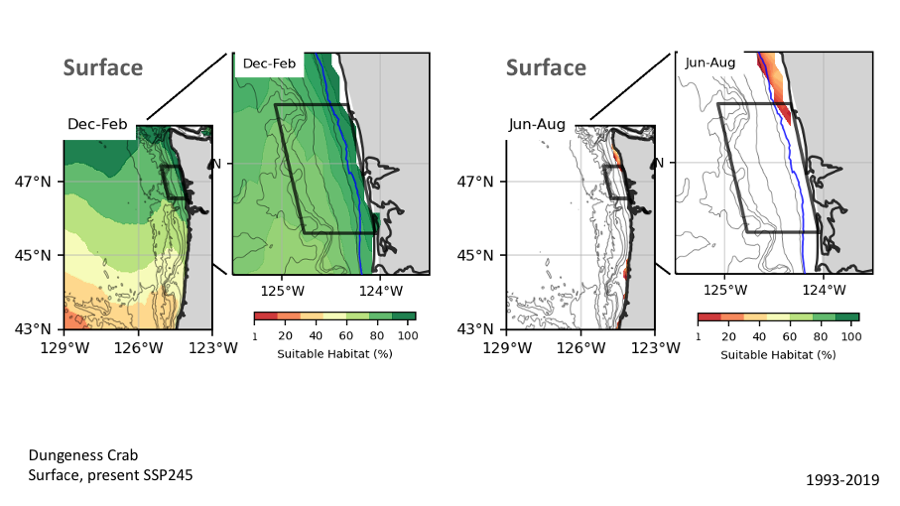 Surface
Dec-Feb
Dec-Feb
47°N
45°N
43°N
129°W 126°W 123°W
N
125°W 124°W
1 20 40 60 80 100
Suitable Habitat (%)
Surface
Jun-Aug
Jun-Aug
47°N
45°N
43°N
129°W 126°W 123°W
N
125°W 124°W
1 20 40 60 80 100
Suitable Habitat (%)
Dungeness Crab
Surface, present SSP245
1993-2019